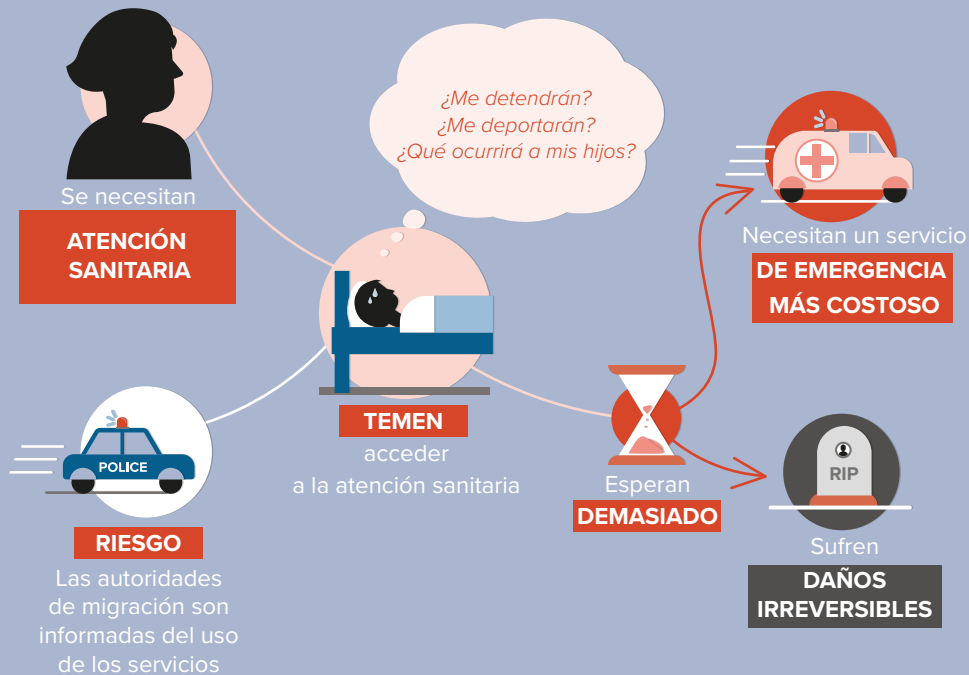 Se necesitan
ATENCIÓN
SANITARIA
¿Me detendrán?
¿Me deportarán?
¿Qué ocurrirá a mis hijos?
POLICE
RIESGO
Las autoridades
de migración son
informadas del uso
de los servicios
TEMEN
acceder
a la atención sanitaria
Esperan
DEMASIADO
Necesitan un servicio
DE EMERGENCIA
MÁS COSTOSO
RIP
Sufren
DAÑOS
IRREVERSIBLES